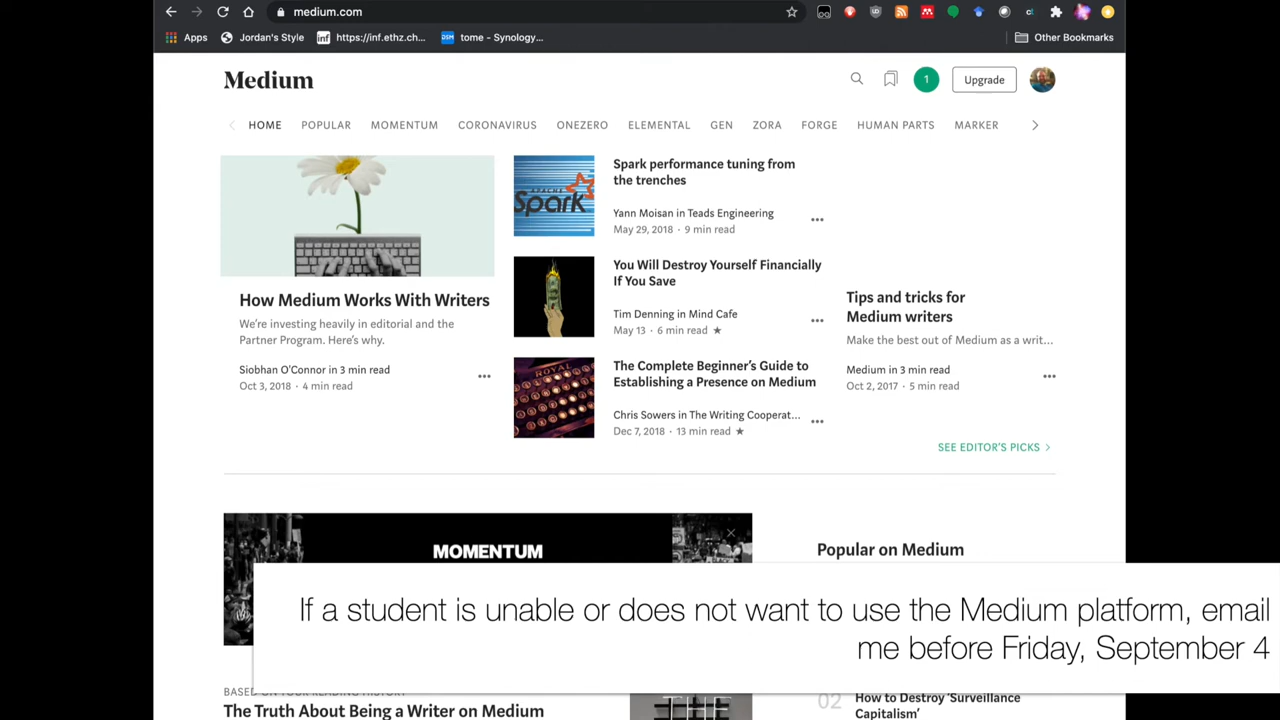 medium.com
Apps
Jordan's Style
inf
https://inf.ethz.ch...
DSM
tome - Synology...
Other Bookmarks
Medium
1
Upgrade
HOME
POPULAR
MOMENTUM
CORONAVIRUS
ONEZERO
ELEMENTAL
GEN
ZORA
FORGE
HUMAN PARTS
MARKER
How Medium Works With Writers
We're investing heavily in editorial and the
Partner Program. Here's why.
Siobhan O'Connor in 3 min read
Oct 3, 2018 · 4 min read
APACHE
Spark
Spark performance tuning from
the trenches
Yann Moisan in Teads Engineering
May 29, 2018 · 9 min read
You Will Destroy Yourself Financially
If You Save
Tim Denning in Mind Cafe
May 13 · 6 min read ★
ROYAL
The Complete Beginner's Guide to
Establishing a Presence on Medium
Chris Sowers in The Writing Cooperat...
Dec 7, 2018 · 13 min read ★
Tips and tricks for
Medium writers
Make the best out of Medium as a writ...
Medium in 3 min read
Oct 2, 2017 · 5 min read
SEE EDITOR'S PICKS
MOMENTUM
Popular on Medium
If a student is unable or does not want to use the Medium platform, email
me before Friday, September 4
BASED ON YOUR READING HISTORY
The Truth About Being a Writer on Medium
THE
02
How to Destroy 'Surveillance
Capitalism'